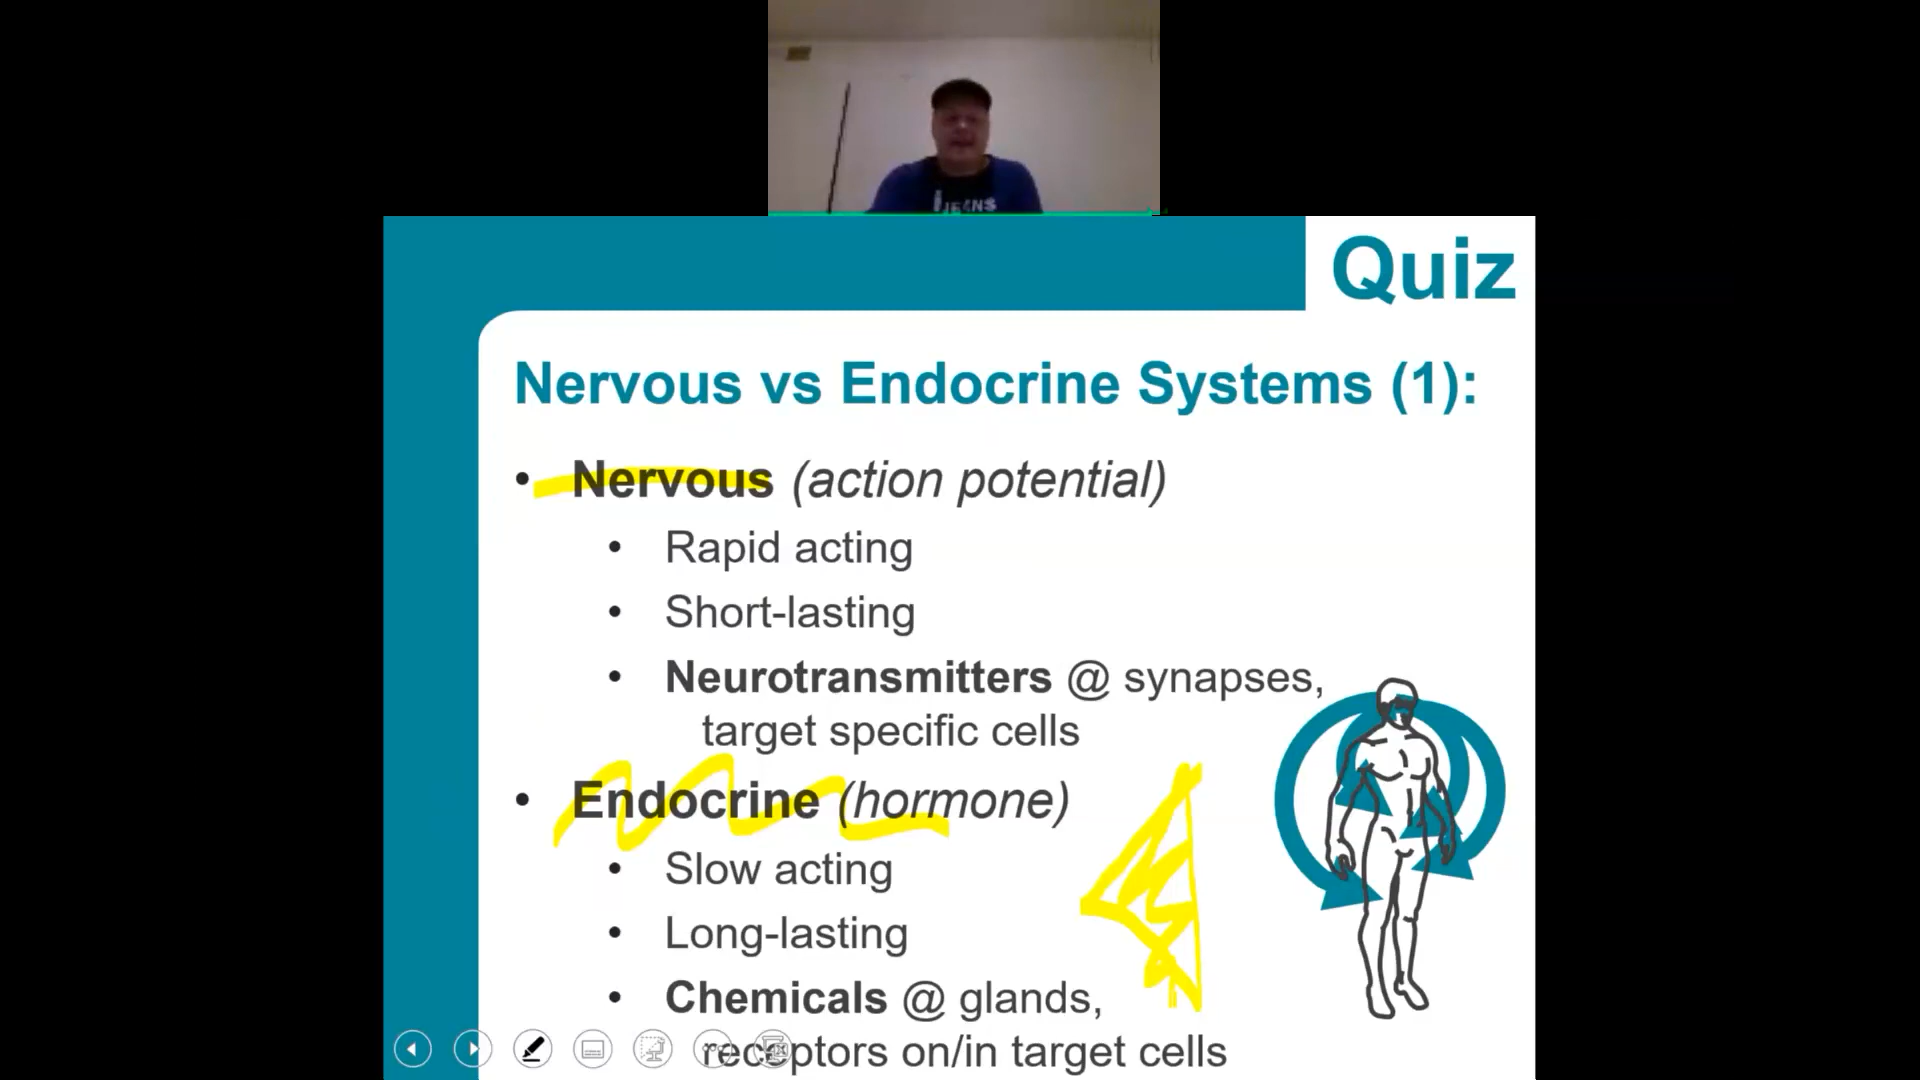 JEANS
Quiz
Nervous vs Endocrine Systems (1):
• Nervous (action potential)
• Rapid acting
• Short-lasting
• Neurotransmitters @ synapses,
target specific cells
• Endocrine (hormone)
• Slow acting
• Long-lasting
• Chemicals @ glands,
receptors on/in target cells